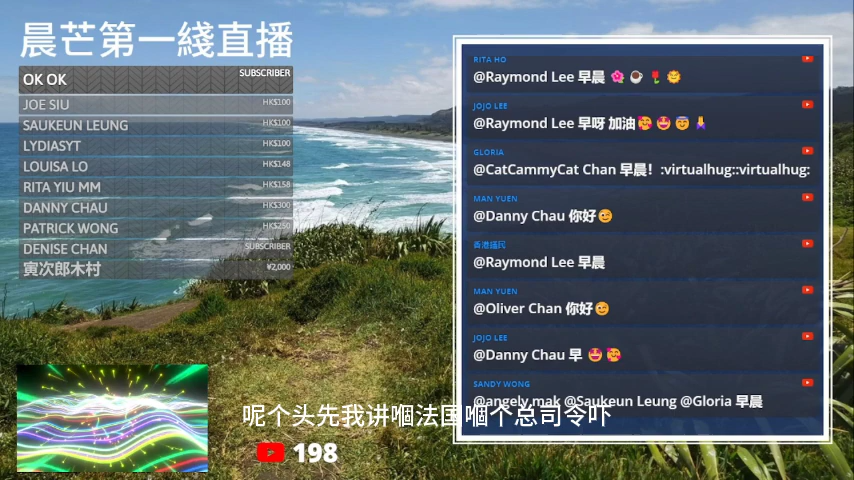 晨芒第一綫直播
OK OK SUBSCRIBER
JOE SIU HK$100
SAUKEUN LEUNG HK$100
LYDIASYT HK$100
LOUISA LO HK$148
RITA YIU MM HK$158
DANNY CHAU HK$300
PATRICK WONG HK$250
DENISE CHAN SUBSCRIBER
寅次郎木村 ¥2,000
RITA HO
@Raymond Lee 早晨 🌺 ☕ 🌷 🌞
JOJO LEE
@Raymond Lee 早呀 加油 🥰 🤩 😇 🧘‍♀️
GLORIA
@CatCammyCat Chan 早晨！:virtualhug::virtualhug:
MAN YUEN
@Danny Chau 你好 😉
香港議民
@Raymond Lee 早晨
MAN YUEN
@Oliver Chan 你好 😉
JOJO LEE
@Danny Chau 早 🤩 🥰
SANDY WONG
@angely mak @Saukeun Leung @Gloria 早晨
呢个头先我讲嗰法国嗰个总司令吓
198